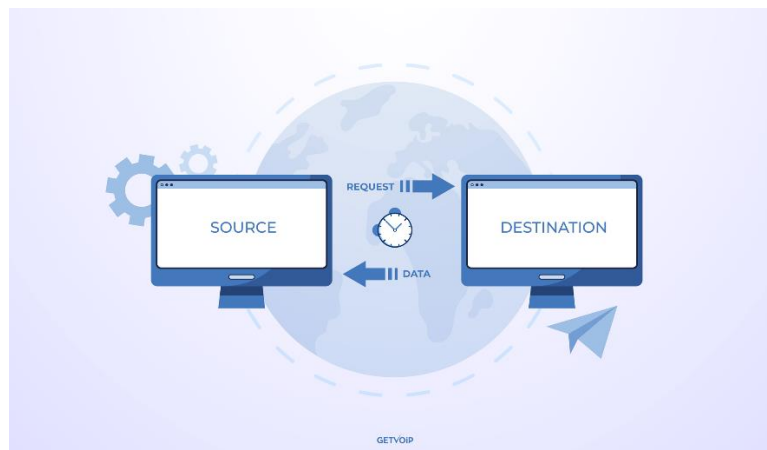 REQUEST
SOURCE
DESTINATION
DATA
GETVOIP